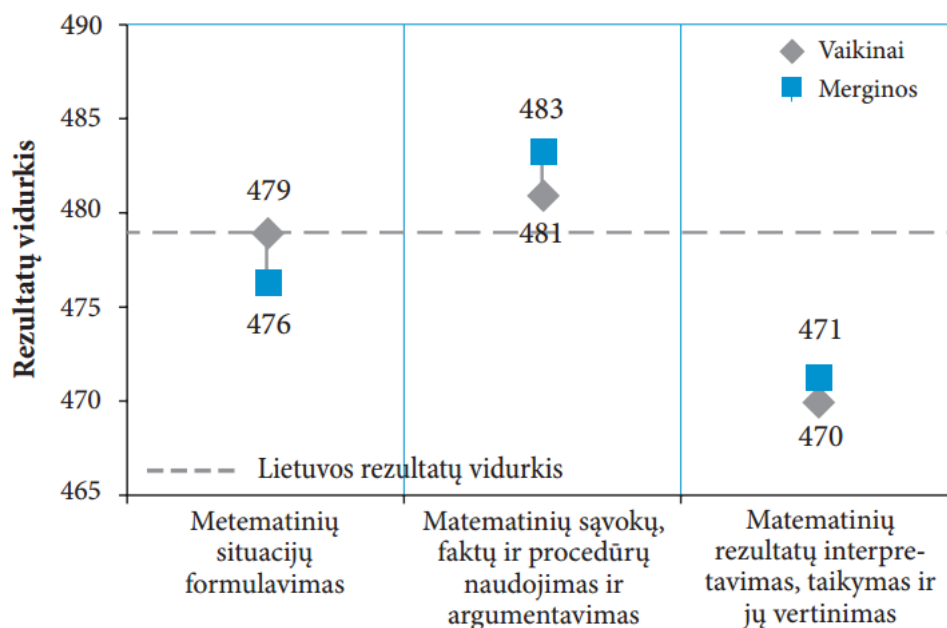 Rezultatų vidurkis
490
485
480
475
470
465
Vaikinai
Merginos
479
476
483
481
471
470
Lietuvos rezultatų vidurkis
Metematinių
situacijų
formulavimas
Matematinių sąvokų,
faktų ir procedūrų
naudojimas ir
argumentavimas
Matematinių
rezultatų interpre-
tavimas, taikymas ir
jų vertinimas